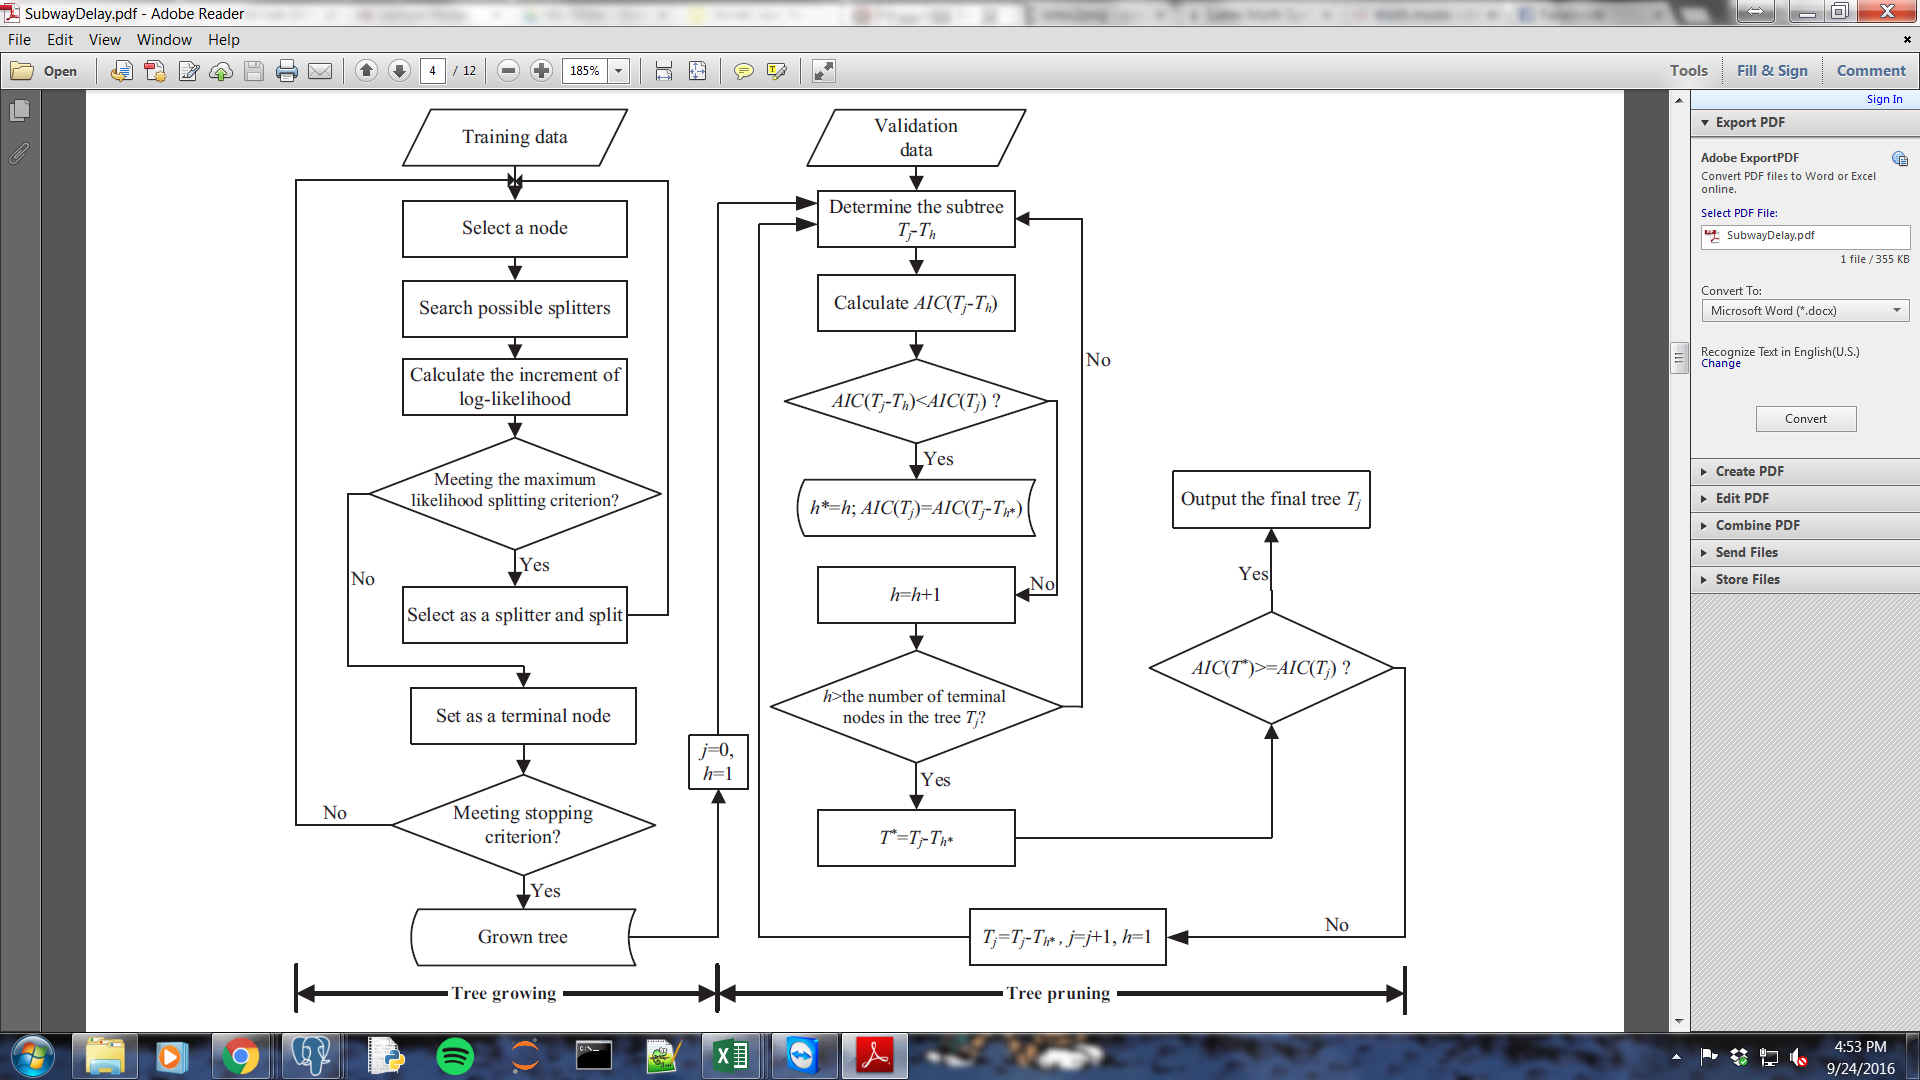 SubwayDelay.pdf - Adobe Reader
File Edit View Window Help
Open
4 / 12
185%
Tools
Fill & Sign
Comment
Training data
Select a node
Search possible splitters
Calculate the increment of
log-likelihood
Meeting the maximum
likelihood splitting criterion?
Yes
No
Select as a splitter and split
Set as a terminal node
Meeting stopping
criterion?
No
Yes
Grown tree
j=0,
h=1
Validation
data
Determine the subtree
Tj-Th
Calculate AIC(Tj-Th)
AIC(Tj-Th)<AIC(Tj) ?
No
Yes
h*=h; AIC(Tj)=AIC(Tj-Th*)
No
h=h+1
h>the number of terminal
nodes in the tree Tj?
Yes
T*=Tj-Th*
Output the final tree Tj
Yes
AIC(T*)>=AIC(Tj) ?
No
Tj=Tj-Th* , j=j+1, h=1
Tree growing
Tree pruning
Sign In
Export PDF
Adobe ExportPDF
Convert PDF files to Word or Excel
online.
Select PDF File:
SubwayDelay.pdf
1 file / 355 KB
Convert To:
Microsoft Word (*.docx)
Recognize Text in English(U.S.)
Change
Convert
Create PDF
Edit PDF
Combine PDF
Send Files
Store Files
4:53 PM
9/24/2016